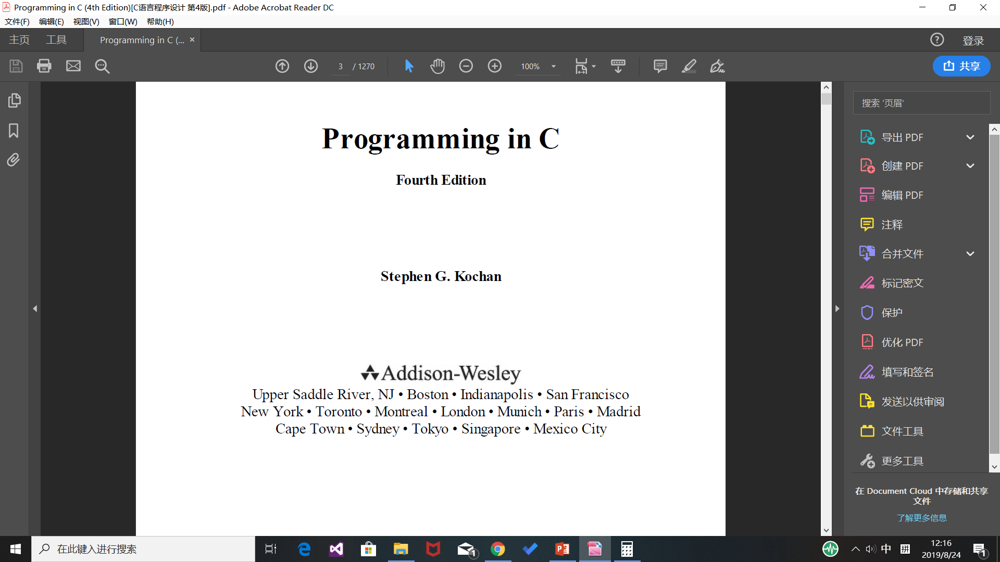 Programming in C (4th Edition)[C语言程序设计 第4版].pdf - Adobe Acrobat Reader DC
文件(F) 编辑(E) 视图(V) 窗口(W) 帮助(H)
主页 工具 Programming in C (... × ? 登录
3 / 1270 100% 共享
搜索 '页眉'
导出 PDF
创建 PDF
编辑 PDF
注释
合并文件
标记密文
保护
优化 PDF
填写和签名
发送以供审阅
文件工具
更多工具
在 Document Cloud 中存储和共享
文件
了解更多信息
Programming in C
Fourth Edition
Stephen G. Kochan
Addison-Wesley
Upper Saddle River, NJ • Boston • Indianapolis • San Francisco
New York • Toronto • Montreal • London • Munich • Paris • Madrid
Cape Town • Sydney • Tokyo • Singapore • Mexico City
在此键入进行搜索
1
中 拼
12:16
2019/8/24
1